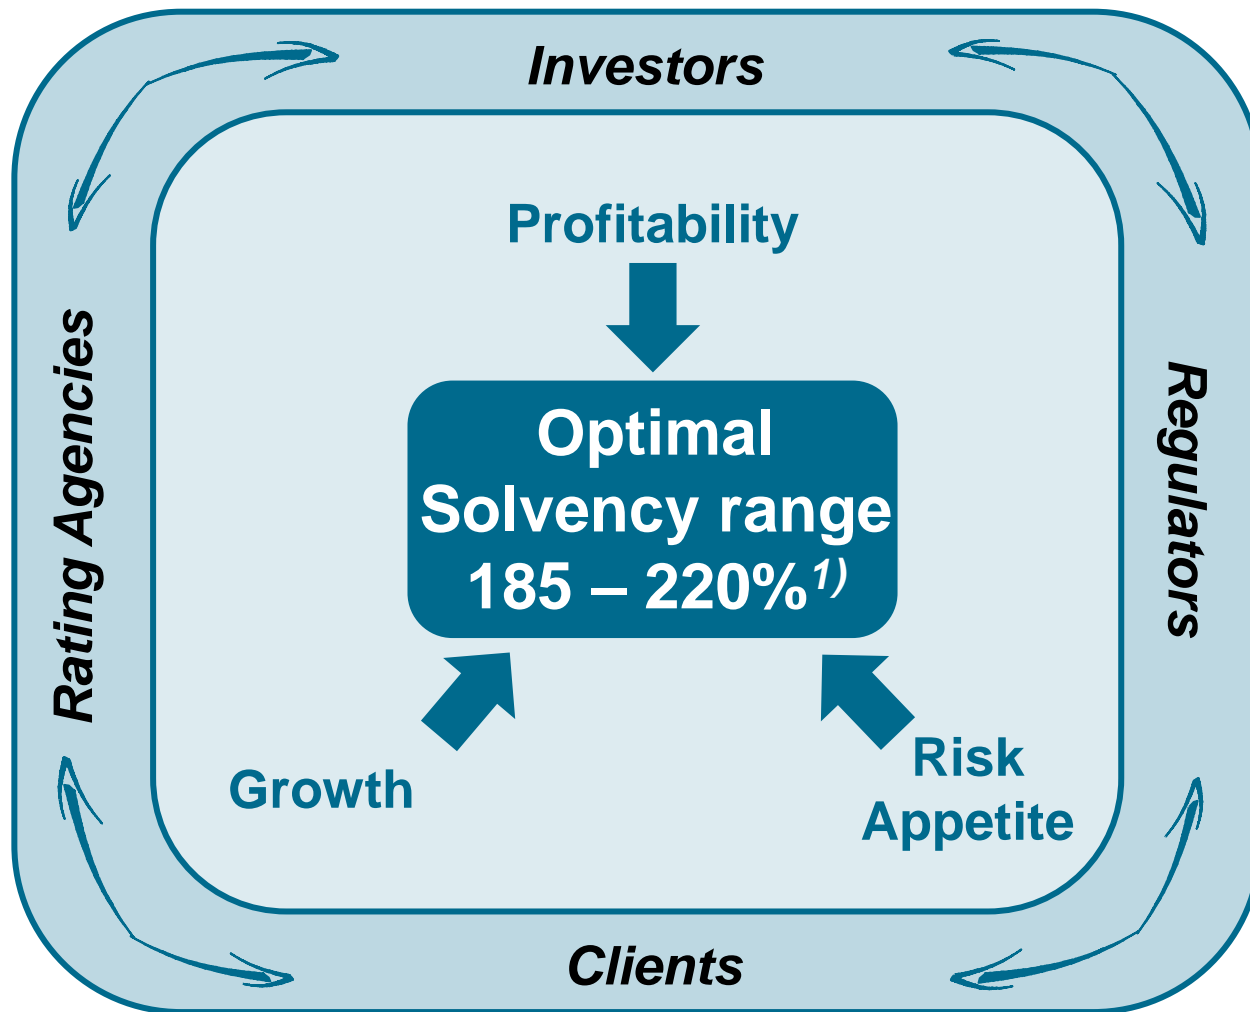 Investors
Profitability
Rating Agencies
Optimal
Solvency range
185 – 220%¹⁾
Regulators
Growth
Risk
Appetite
Clients